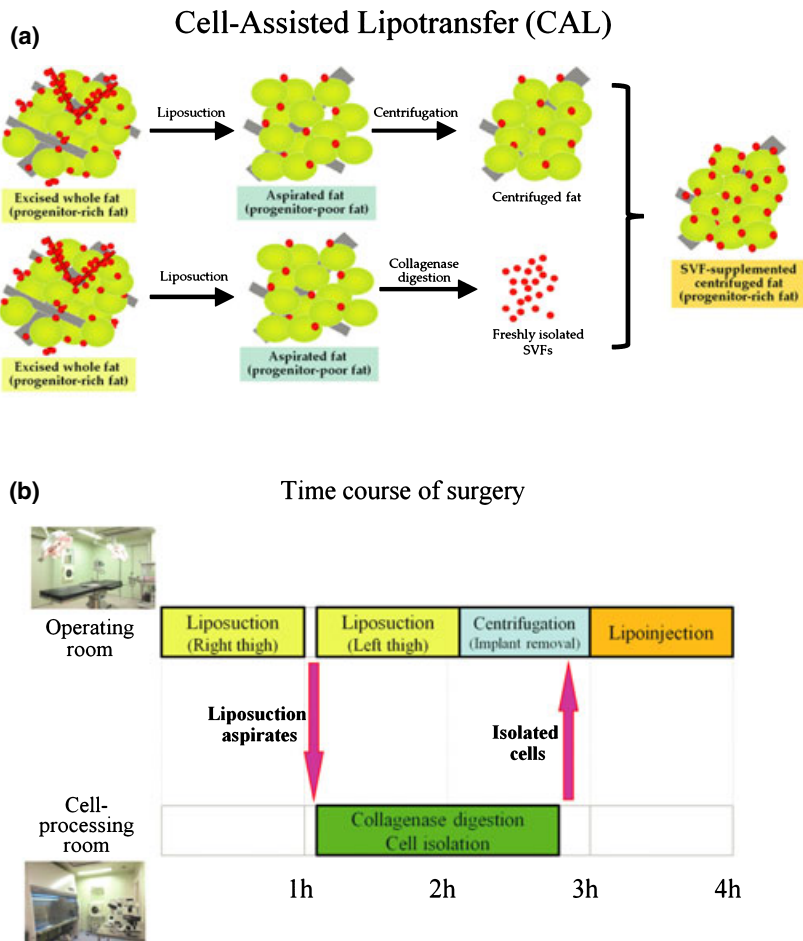 Cell-Assisted Lipotransfer (CAL)
(a)
Liposuction
Centrifugation
Excised whole fat
(progenitor-rich fat)
Aspirated fat
(progenitor-poor fat)
Centrifuged fat
Liposuction
Collagenase
digestion
Excised whole fat
(progenitor-rich fat)
Aspirated fat
(progenitor-poor fat)
Freshly isolated
SVFs
SVF-supplemented
centrifuged fat
(progenitor-rich fat)
(b)
Time course of surgery
Operating
room
Liposuction
(Right thigh)
Liposuction
(Left thigh)
Centrifugation
(Implant removal)
Lipoinjection
Liposuction
aspirates
Isolated
cells
Cell-
processing
room
Collagenase digestion
Cell isolation
1h
2h
3h
4h